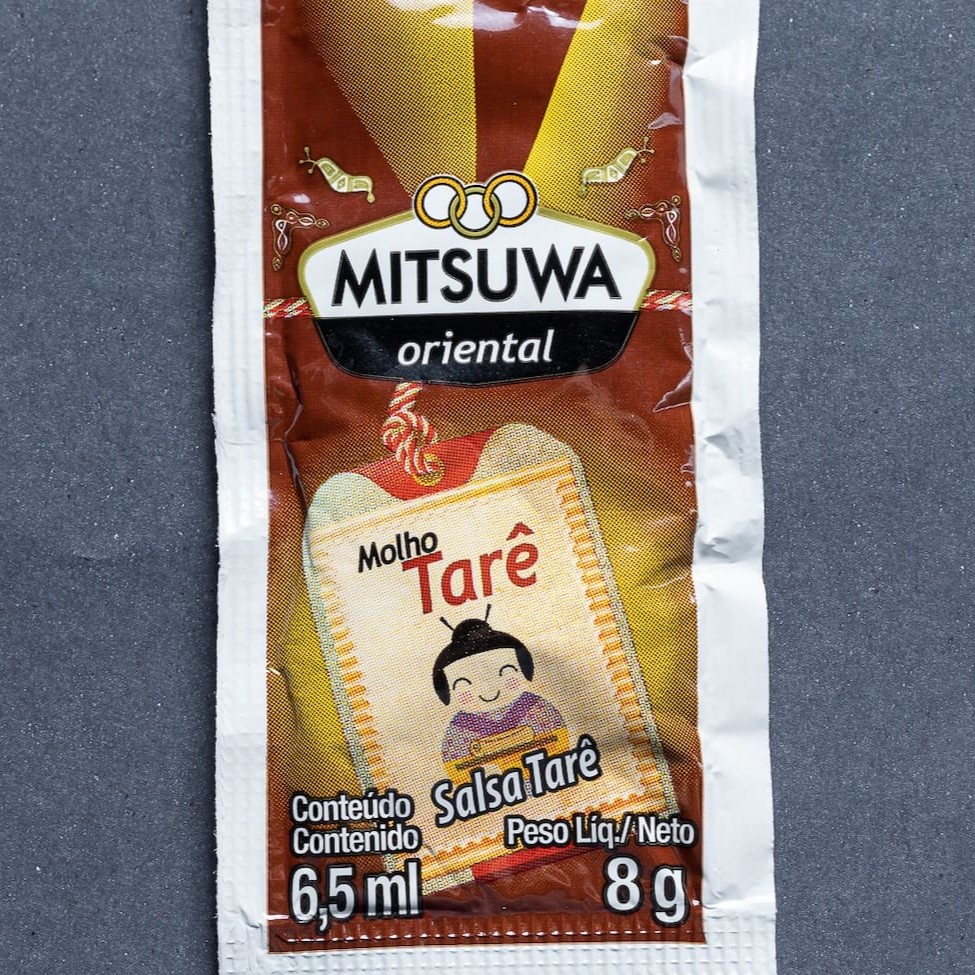 MITSUWA
oriental
Molho
Tarê
Salsa Tarê
Conteúdo
Contenido
6,5 ml
Peso Líq./ Neto
8 g